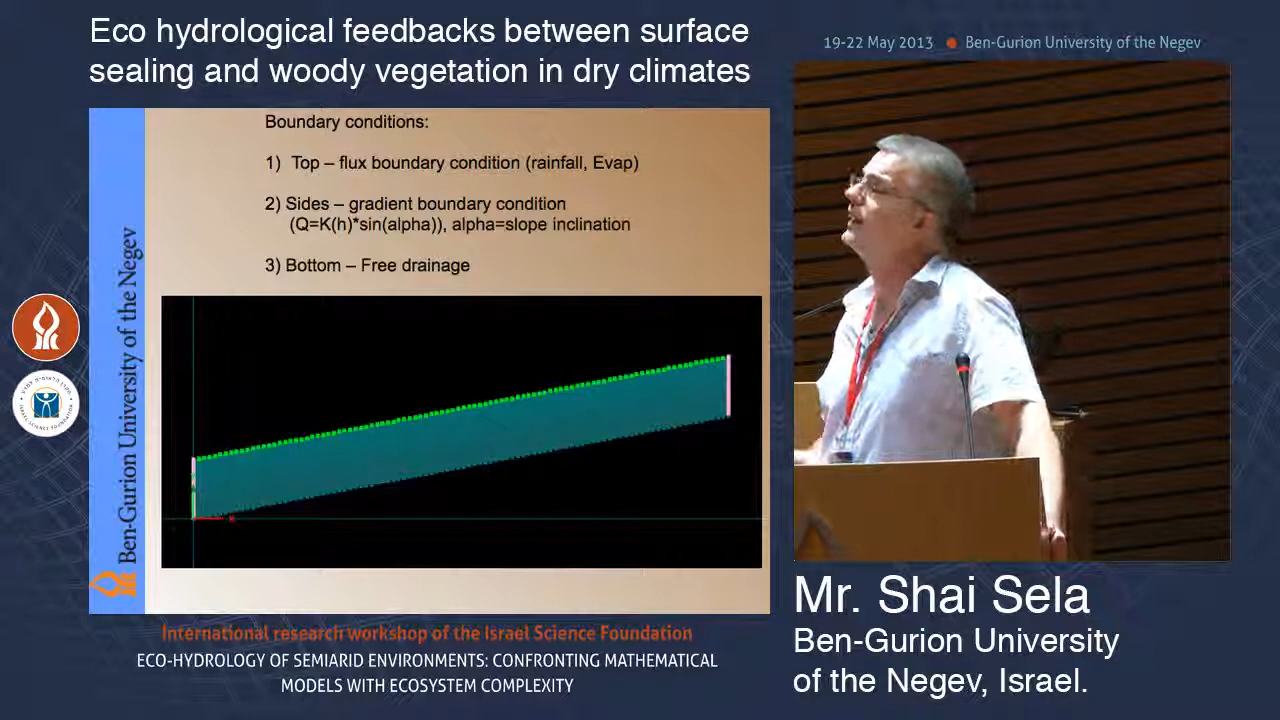 Eco hydrological feedbacks between surface
sealing and woody vegetation in dry climates
19-22 May 2013 ● Ben-Gurion University of the Negev
Boundary conditions:
1) Top – flux boundary condition (rainfall, Evap)
2) Sides – gradient boundary condition
(Q=K(h)*sin(alpha)), alpha=slope inclination
3) Bottom – Free drainage
Ben-Gurion University of the Negev
International research workshop of the Israel Science Foundation
ECO-HYDROLOGY OF SEMIARID ENVIRONMENTS: CONFRONTING MATHEMATICAL
MODELS WITH ECOSYSTEM COMPLEXITY
Mr. Shai Sela
Ben-Gurion University
of the Negev, Israel.